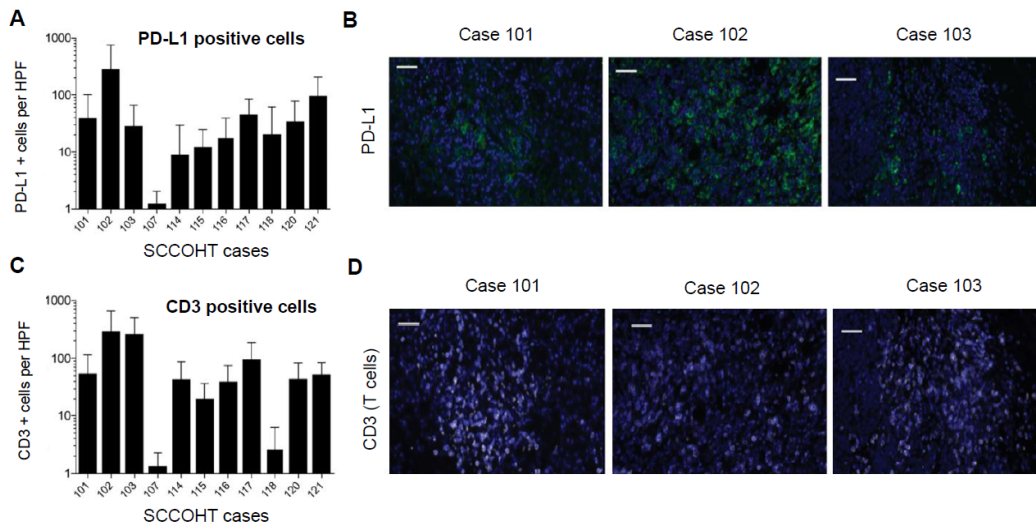 A
PD-L1 positive cells
PD-L1 + cells per HPF
1000
100
10
1
101 102 103 107 114 115 116 117 118 120 121
SCCOHT cases
B
Case 101 Case 102 Case 103
PD-L1
C
CD3 positive cells
CD3 + cells per HPF
1000
100
10
1
101 102 103 107 114 115 116 117 118 120 121
SCCOHT cases
D
Case 101 Case 102 Case 103
CD3 (T cells)